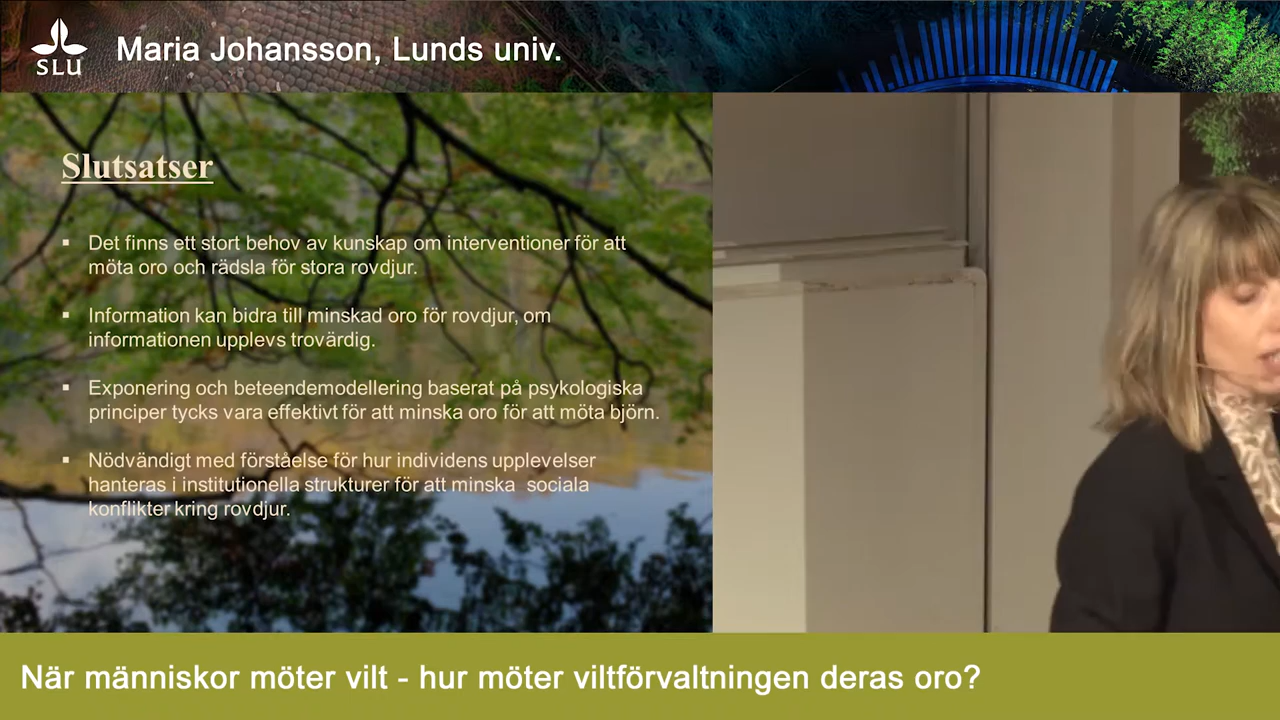 SLU
Maria Johansson, Lunds univ.
Slutsatser
▪ Det finns ett stort behov av kunskap om interventioner för att
möta oro och rädsla för stora rovdjur.
▪ Information kan bidra till minskad oro för rovdjur, om
informationen upplevs trovärdig.
▪ Exponering och beteendemodellering baserat på psykologiska
principer tycks vara effektivt för att minska oro för att möta björn.
▪ Nödvändigt med förståelse för hur individens upplevelser
hanteras i institutionella strukturer för att minska  sociala
konflikter kring rovdjur.
När människor möter vilt - hur möter viltförvaltningen deras oro?